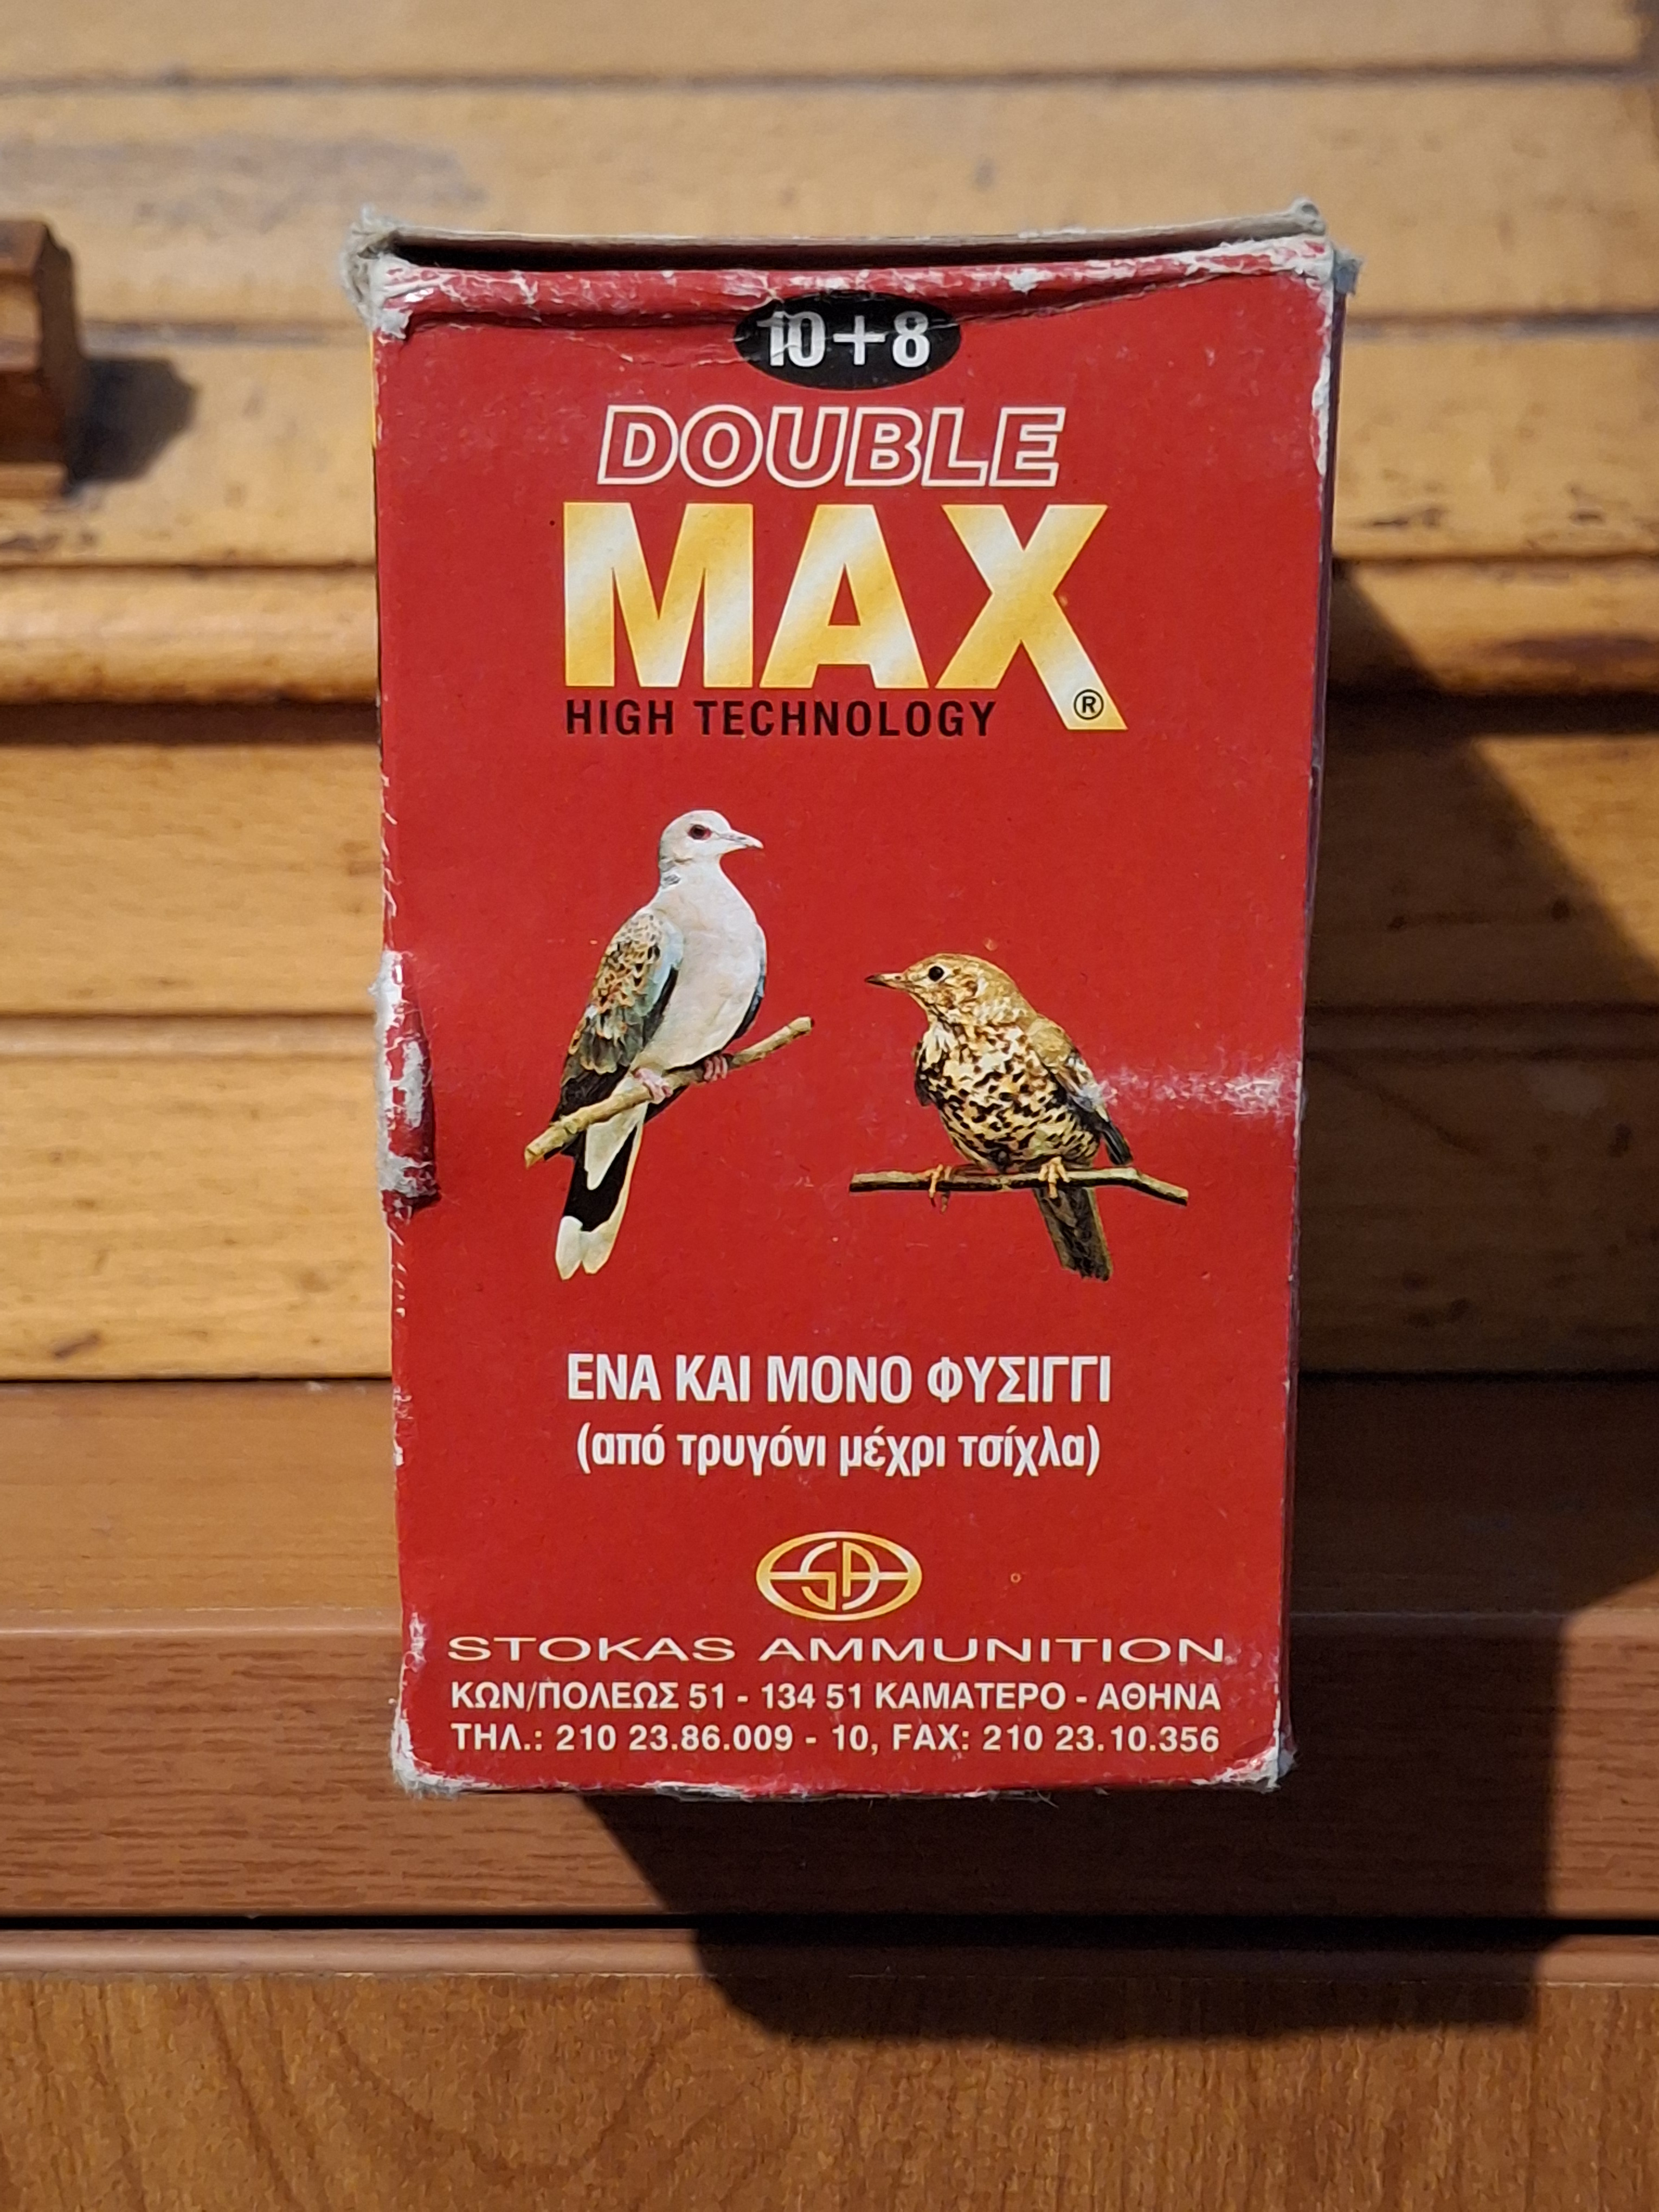 10+8
DOUBLE
MAX
HIGH TECHNOLOGY ®
ΕΝΑ ΚΑΙ ΜΟΝΟ ΦΥΣΙΓΓΙ
(από τρυγόνι μέχρι τσίχλα)
SA
STOKAS AMMUNITION
ΚΩΝ/ΠΟΛΕΩΣ 51 - 134 51 ΚΑΜΑΤΕΡΟ - ΑΘΗΝΑ
ΤΗΛ.: 210 23.86.009 - 10, FAX: 210 23.10.356